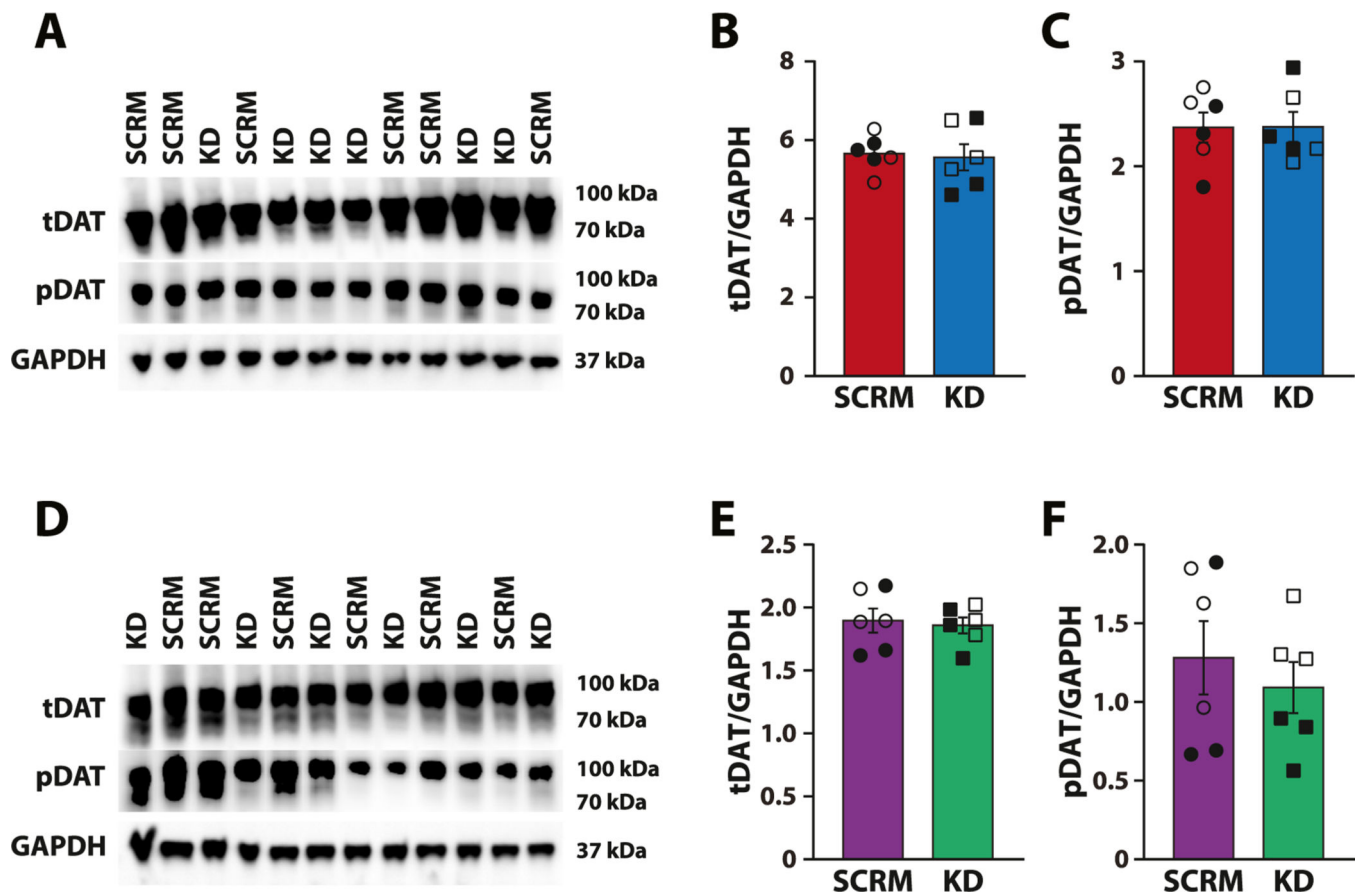 A
SCRM
SCRM
KD
SCRM
KD
KD
KD
SCRM
SCRM
KD
KD
SCRM
tDAT
100 kDa
70 kDa
pDAT
100 kDa
70 kDa
GAPDH
37 kDa
B
tDAT/GAPDH
8
6
4
2
0
SCRM KD
C
pDAT/GAPDH
3
2
1
0
SCRM KD
D
KD
SCRM
SCRM
KD
SCRM
KD
SCRM
KD
SCRM
KD
SCRM
KD
tDAT
100 kDa
70 kDa
pDAT
100 kDa
70 kDa
GAPDH
37 kDa
E
tDAT/GAPDH
2.5
2.0
1.5
1.0
0.5
0
SCRM KD
F
pDAT/GAPDH
2.0
1.5
1.0
0.5
0
SCRM KD